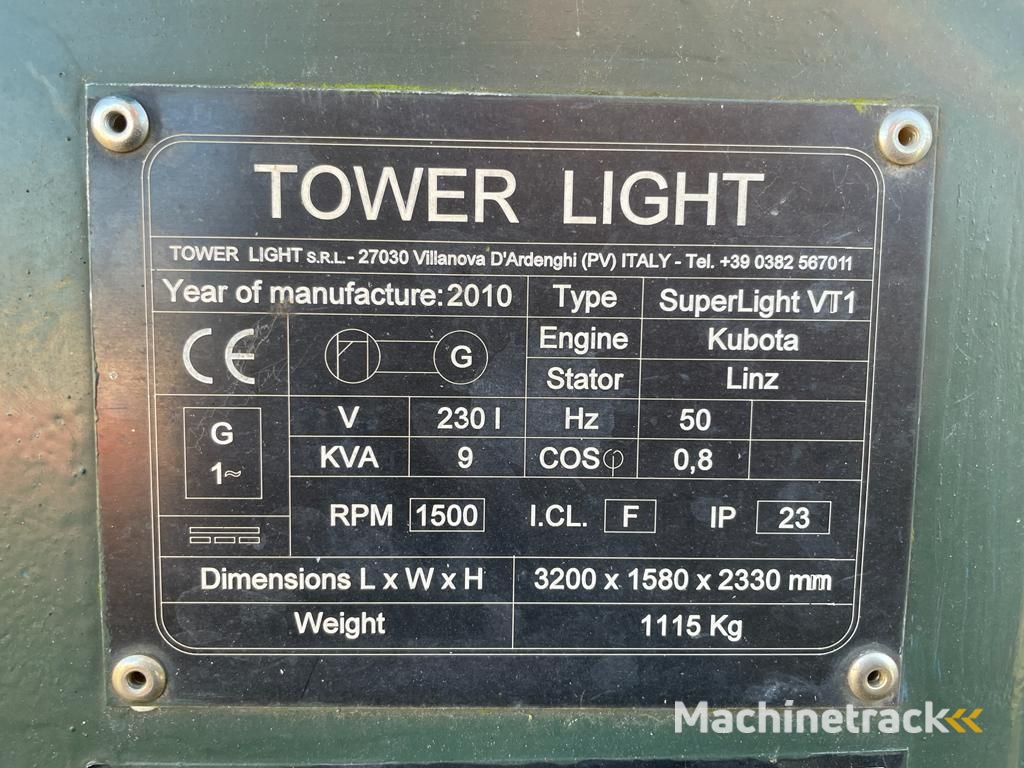 TOWER LIGHT
TOWER LIGHT S.R.L. - 27030 Villanova D'Ardenghi (PV) ITALY - Tel. +39 0382 567011
Year of manufacture: 2010 Type SuperLight VT1
CE G Engine Kubota
Stator Linz
G 1~ V 230 I Hz 50
KVA 9 COSφ 0,8
RPM 1500 I.CL. F IP 23
Dimensions L x W x H 3200 x 1580 x 2330 mm
Weight 1115 Kg
Machinetrack